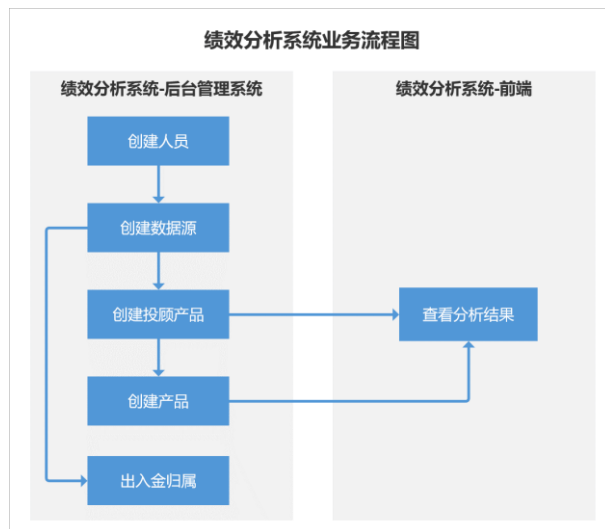 绩效分析系统业务流程图
绩效分析系统-后台管理系统
绩效分析系统-前端
创建人员
创建数据源
创建投顾产品
查看分析结果
创建产品
出入金归属